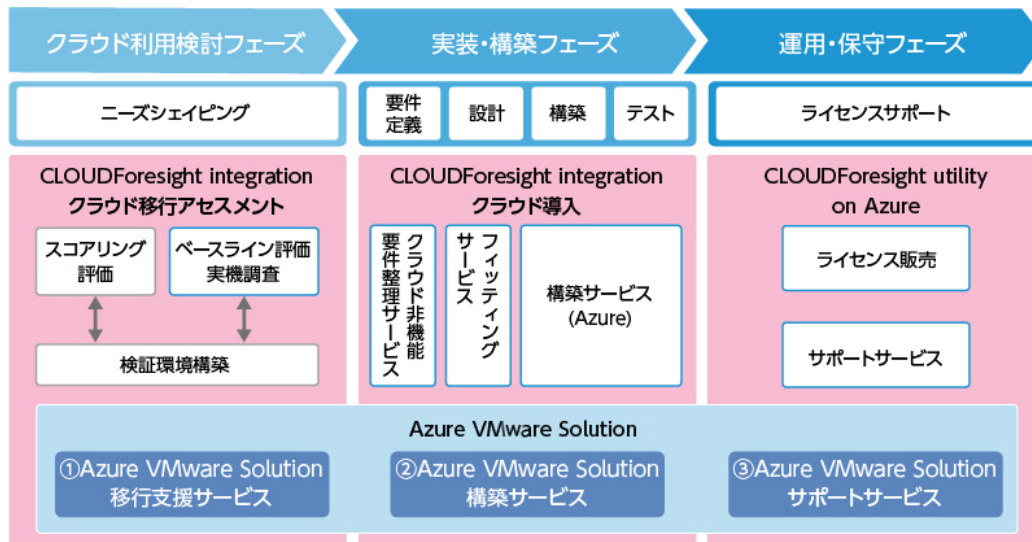 クラウド利用検討フェーズ
実装・構築フェーズ
運用・保守フェーズ
ニーズシェイピング
要件
定義
設計
構築
テスト
ライセンスサポート
CLOUDForesight integration
クラウド移行アセスメント
スコアリング
評価
ベースライン評価
実機調査
検証環境構築
CLOUDForesight integration
クラウド導入
クラウド非機能
要件整理サービス
フィッティング
サービス
構築サービス
(Azure)
CLOUDForesight utility
on Azure
ライセンス販売
サポートサービス
Azure VMware Solution
①Azure VMware Solution
移行支援サービス
②Azure VMware Solution
構築サービス
③Azure VMware Solution
サポートサービス